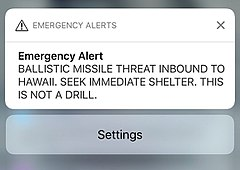 EMERGENCY ALERTS
Emergency Alert
BALLISTIC MISSILE THREAT INBOUND TO
HAWAII. SEEK IMMEDIATE SHELTER. THIS
IS NOT A DRILL.
Settings